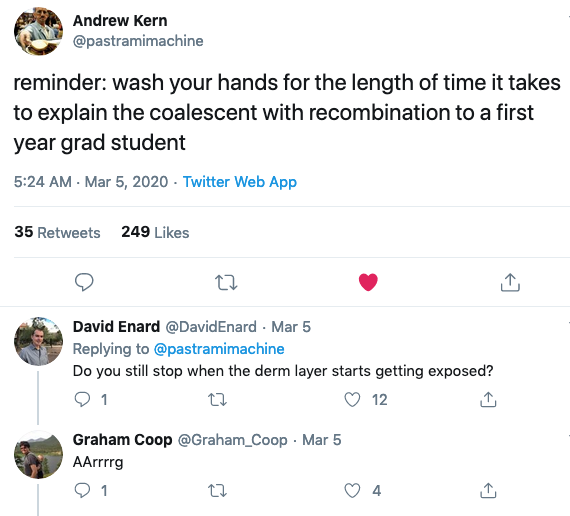 Andrew Kern
@pastramimachine
reminder: wash your hands for the length of time it takes
to explain the coalescent with recombination to a first
year grad student
5:24 AM · Mar 5, 2020 · Twitter Web App
35 Retweets 249 Likes
David Enard @DavidEnard · Mar 5
Replying to @pastramimachine
Do you still stop when the derm layer starts getting exposed?
1 12
Graham Coop @Graham_Coop · Mar 5
AArrrrg
1 4